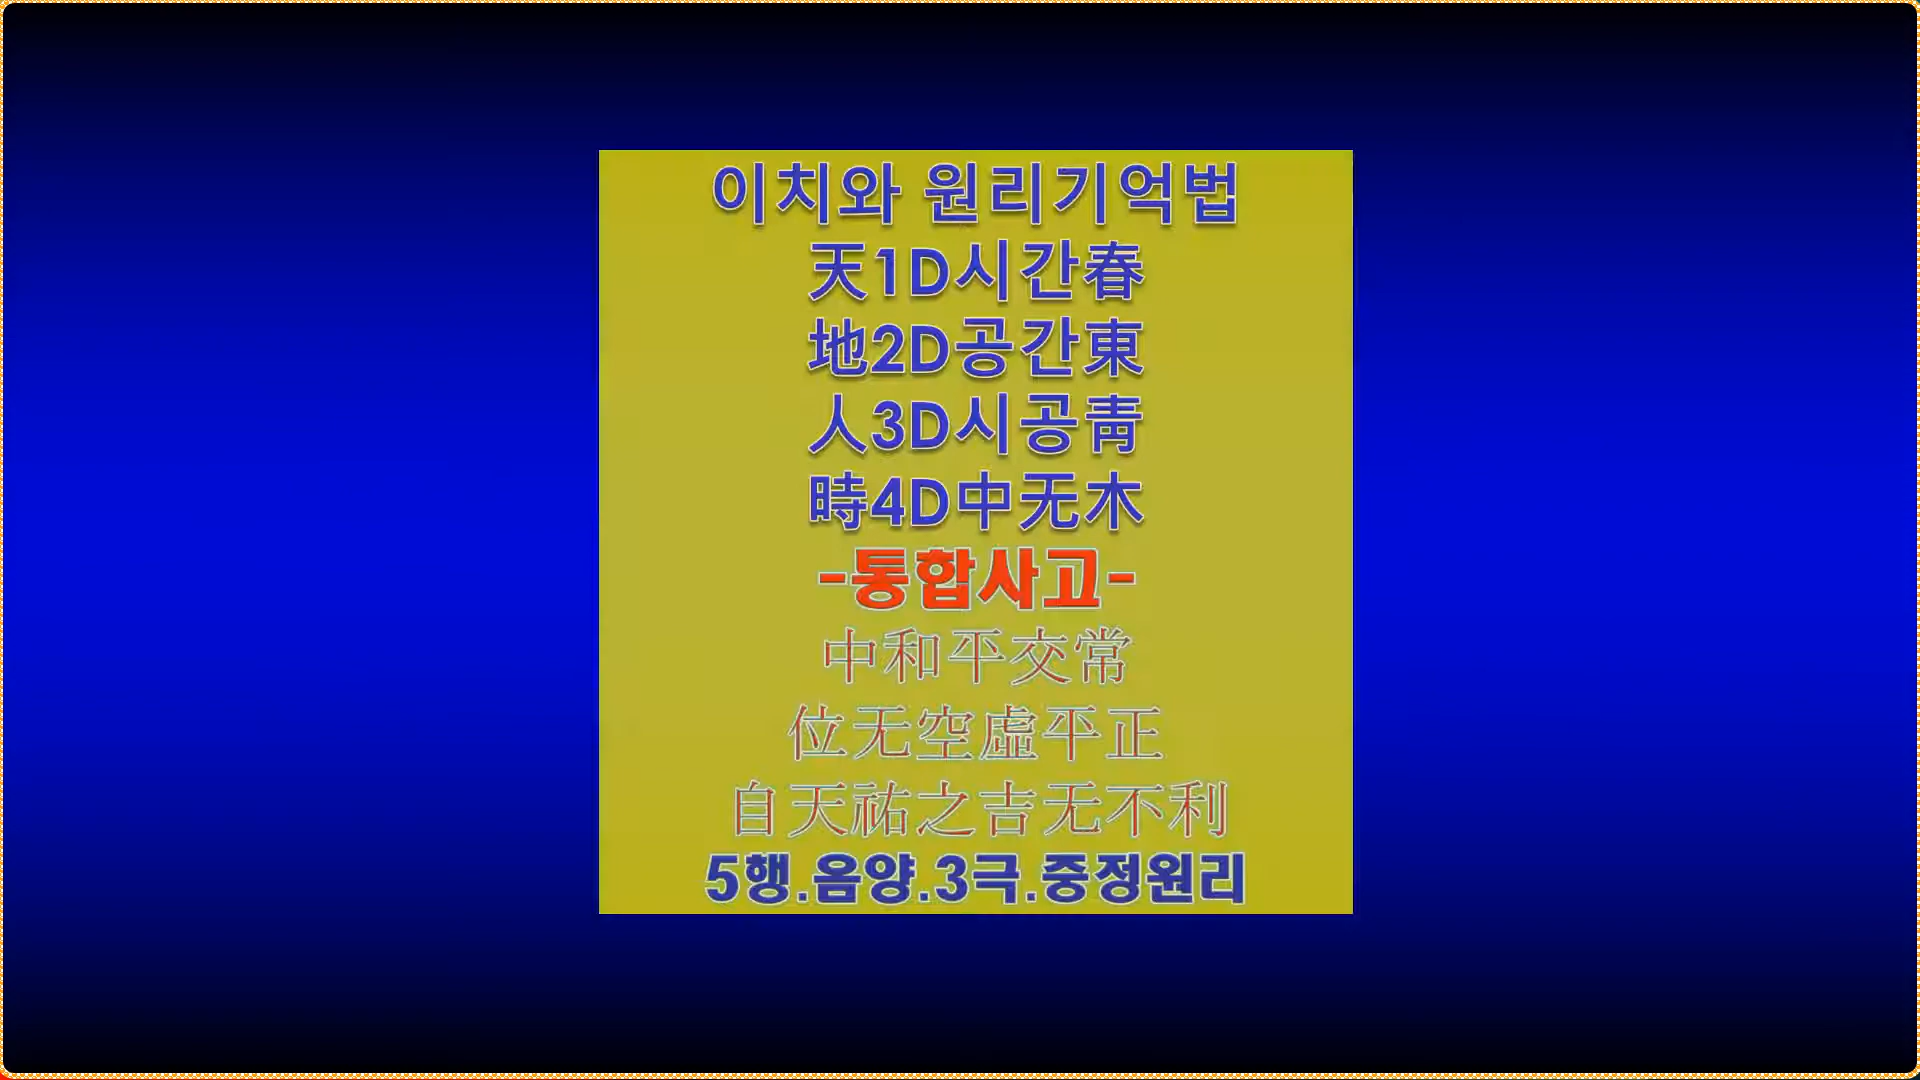 이치와 원리기억법
天1D시간春
地2D공간東
人3D시공靑
時4D中无木
-통합사고-
中和平交常
位无空虛平正
自天祐之吉无不利
5행.음양.3극.중정원리